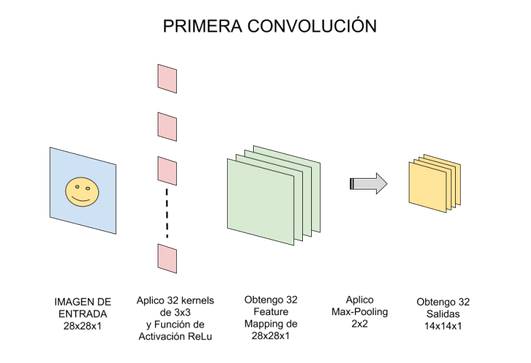 PRIMERA CONVOLUCIÓN
IMAGEN DE
ENTRADA
28x28x1
Aplico 32 kernels
de 3x3
y Función de
Activación ReLu
Obtengo 32
Feature
Mapping de
28x28x1
Aplico
Max-Pooling
2x2
Obtengo 32
Salidas
14x14x1